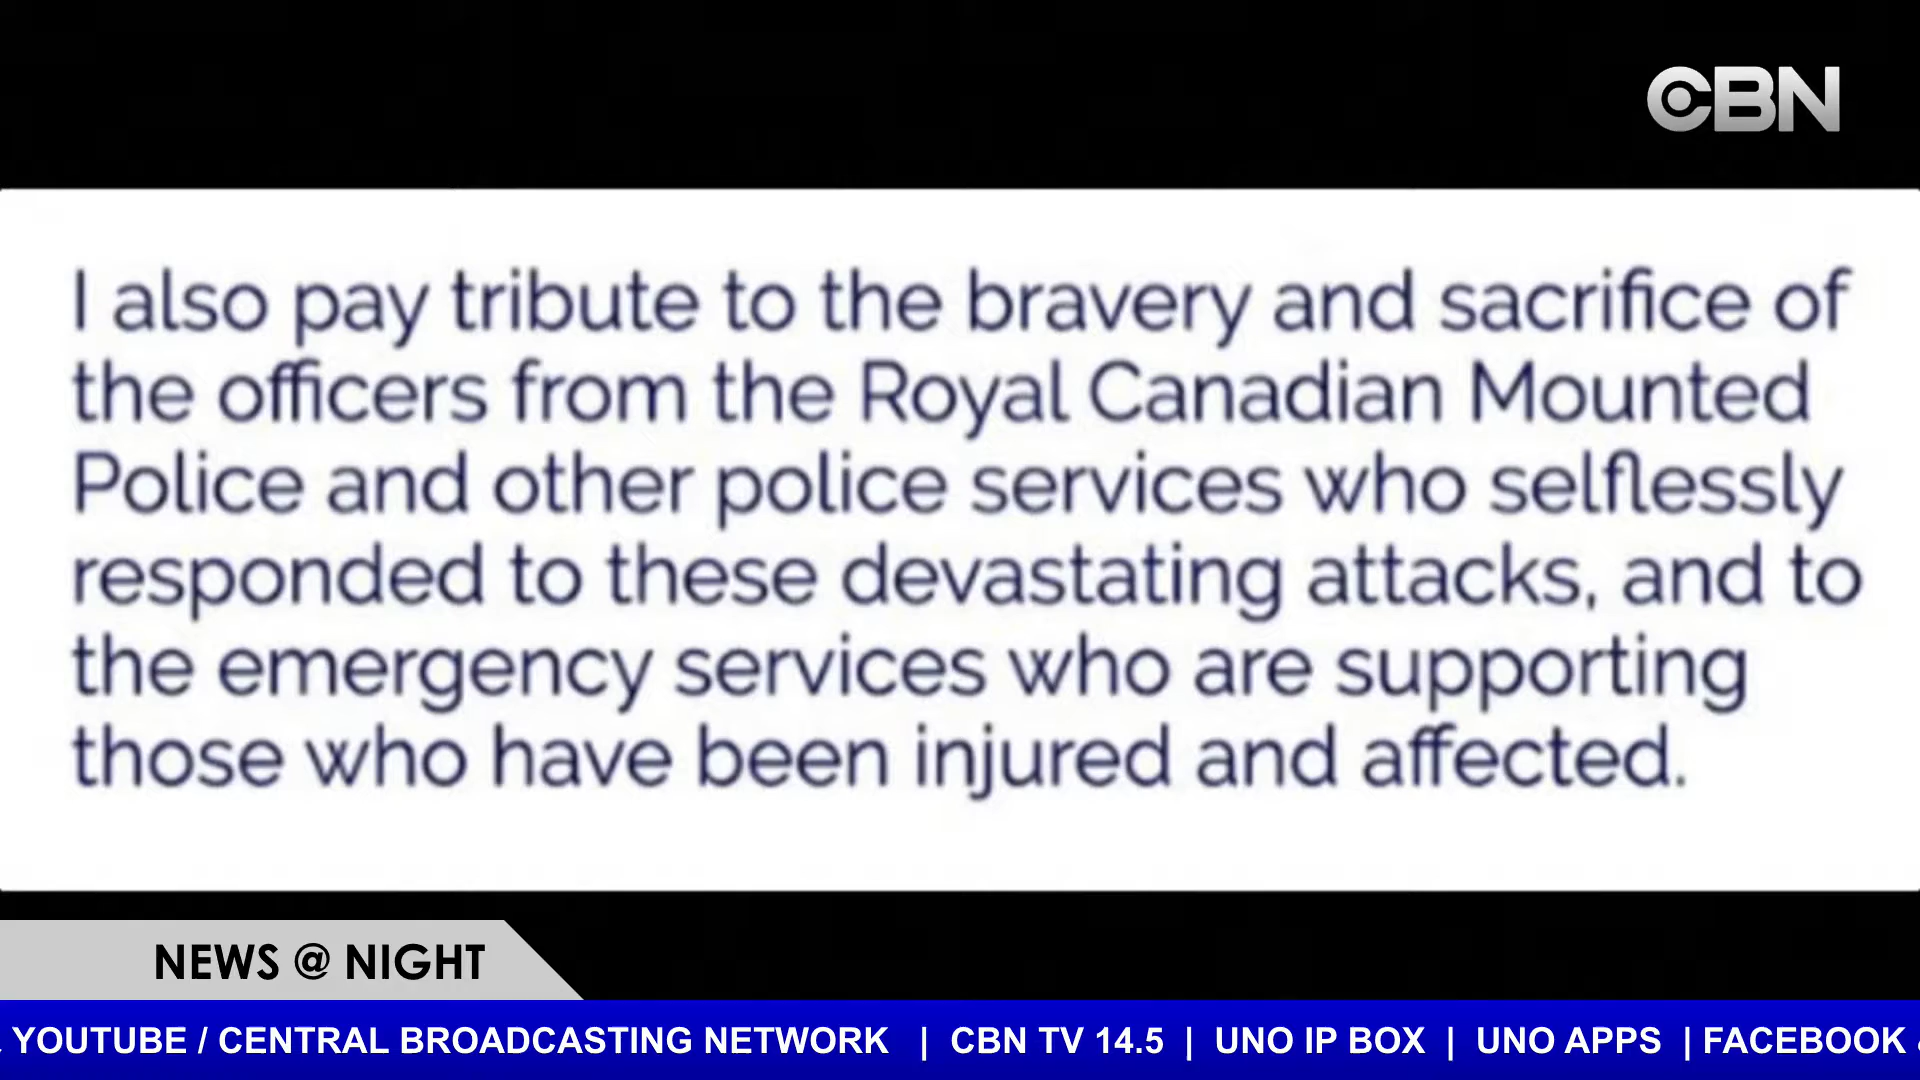 CBN
I also pay tribute to the bravery and sacrifice of
the officers from the Royal Canadian Mounted
Police and other police services who selflessly
responded to these devastating attacks, and to
the emergency services who are supporting
those who have been injured and affected.
NEWS @ NIGHT
YOUTUBE / CENTRAL BROADCASTING NETWORK | CBN TV 14.5 | UNO IP BOX | UNO APPS | FACEBOOK